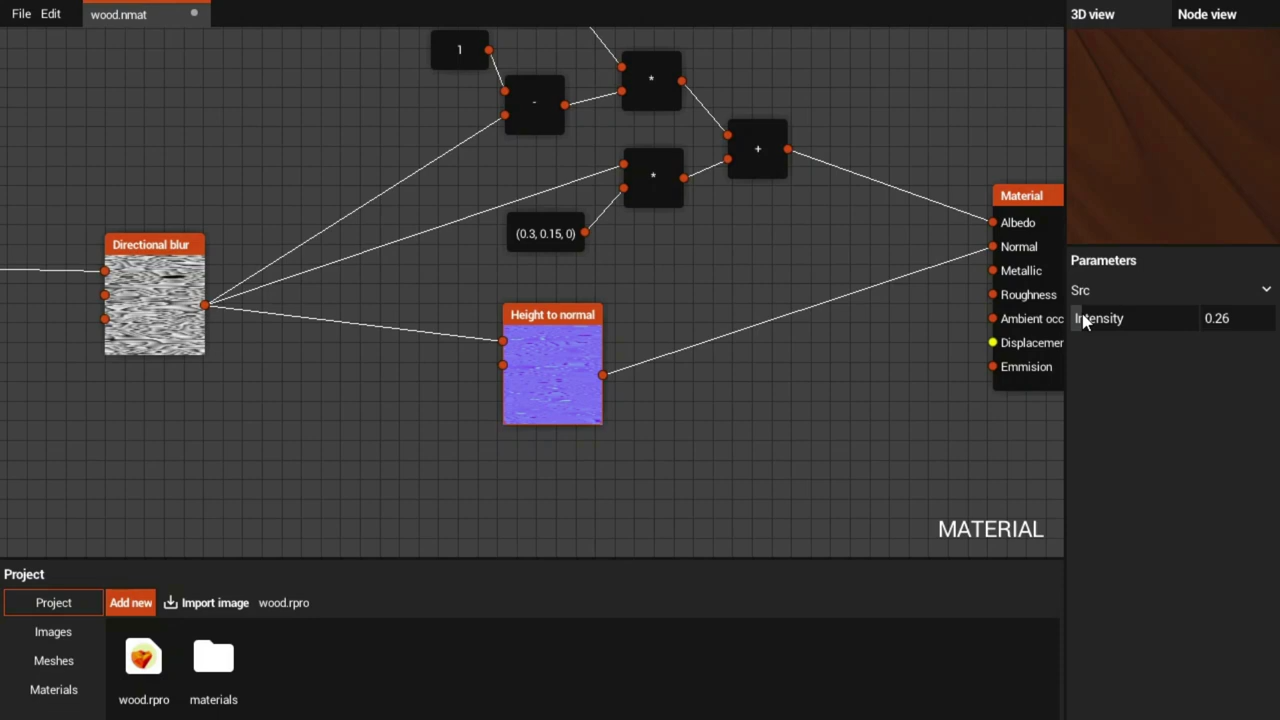 File Edit wood.nmat
3D view Node view
1
*
-
+
*
(0.3, 0.15, 0)
Directional blur
Height to normal
Material
Albedo
Normal
Metallic
Roughness
Ambient occ
Displacemer
Emmision
MATERIAL
Parameters
Src
Intensity 0.26
Project
Project Add new Import image wood.rpro
Images
Meshes
Materials
wood.rpro materials